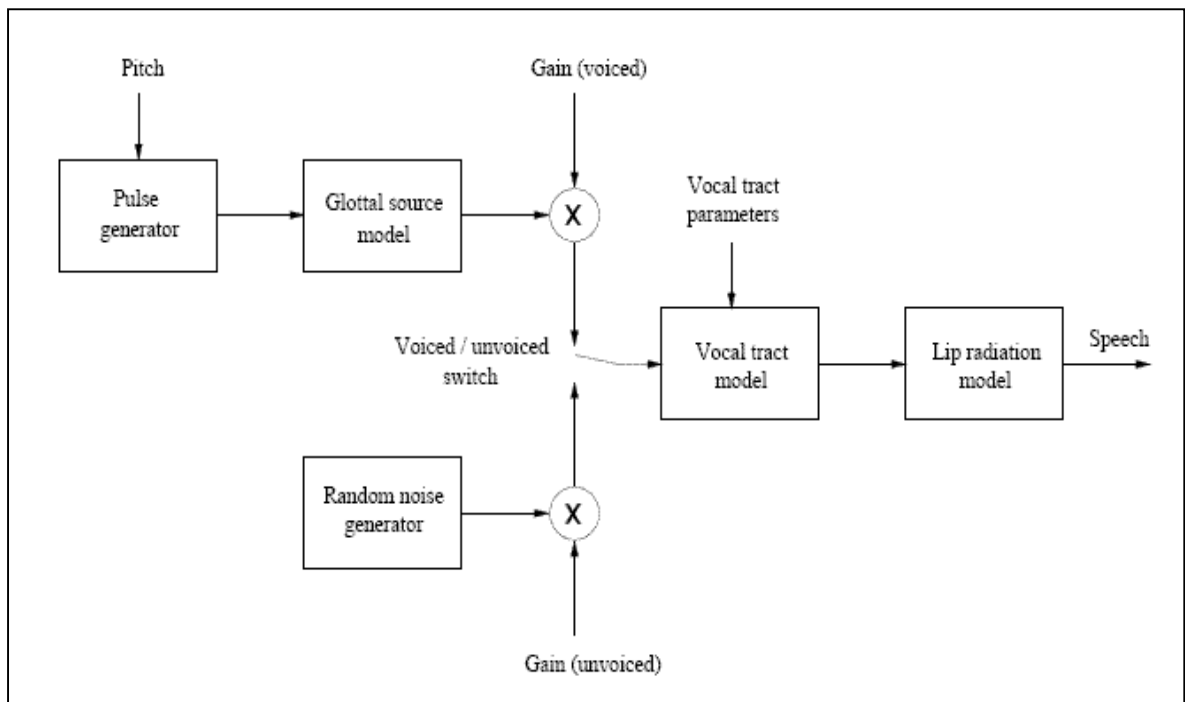 Pitch
Gain (voiced)
Pulse
generator
Glottal source
model
X
Vocal tract
parameters
Voiced / unvoiced
switch
Vocal tract
model
Lip radiation
model
Speech
Random noise
generator
X
Gain (unvoiced)